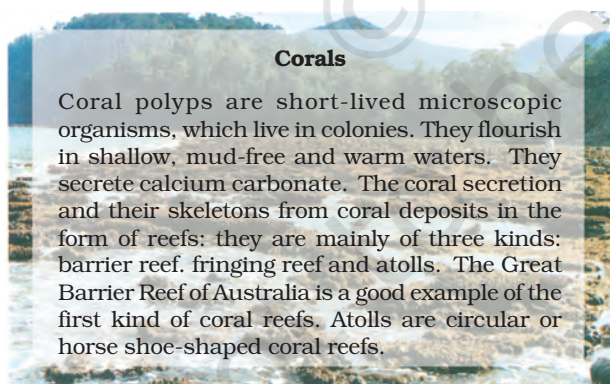 Corals
Coral polyps are short-lived microscopic
organisms, which live in colonies. They flourish
in shallow, mud-free and warm waters. They
secrete calcium carbonate. The coral secretion
and their skeletons from coral deposits in the
form of reefs: they are mainly of three kinds:
barrier reef. fringing reef and atolls. The Great
Barrier Reef of Australia is a good example of the
first kind of coral reefs. Atolls are circular or
horse shoe-shaped coral reefs.